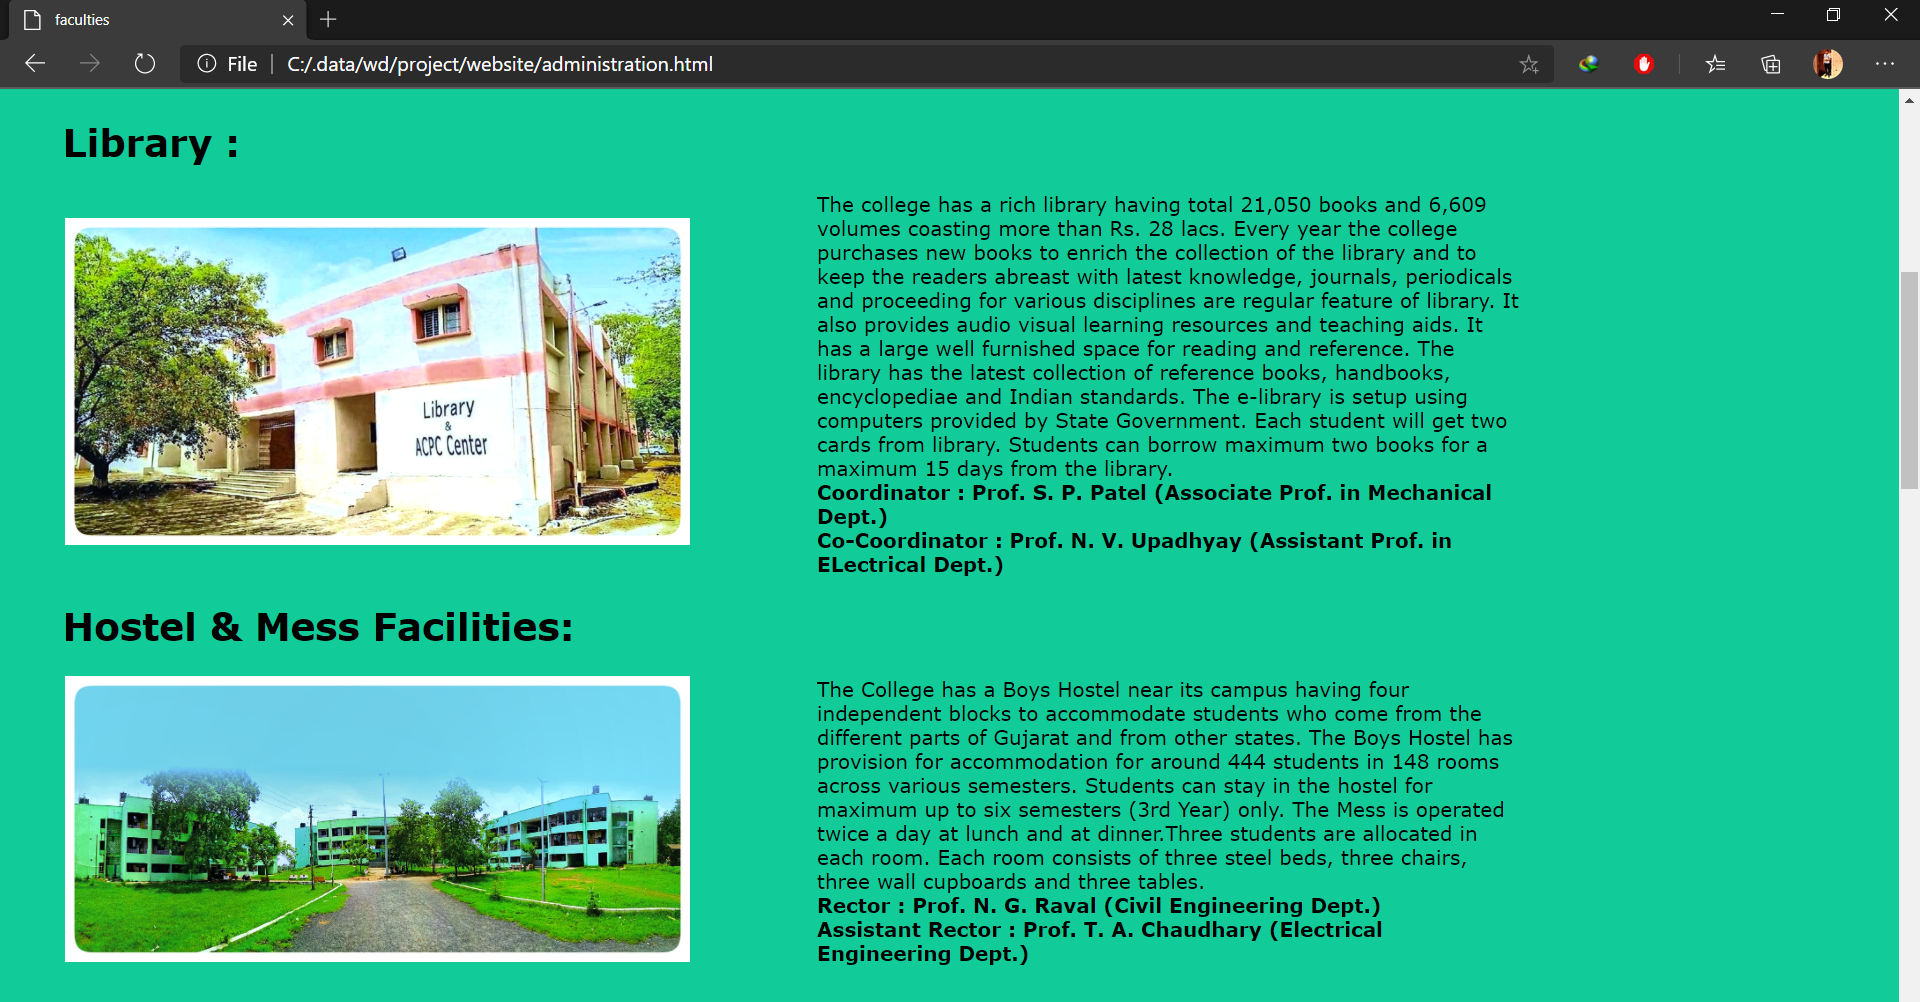 faculties
File
C:/.data/wd/project/website/administration.html
Library :
Library
&
ACPC Center
The college has a rich library having total 21,050 books and 6,609
volumes coasting more than Rs. 28 lacs. Every year the college
purchases new books to enrich the collection of the library and to
keep the readers abreast with latest knowledge, journals, periodicals
and proceeding for various disciplines are regular feature of library. It
also provides audio visual learning resources and teaching aids. It
has a large well furnished space for reading and reference. The
library has the latest collection of reference books, handbooks,
encyclopediae and Indian standards. The e-library is setup using
computers provided by State Government. Each student will get two
cards from library. Students can borrow maximum two books for a
maximum 15 days from the library.
Coordinator : Prof. S. P. Patel (Associate Prof. in Mechanical
Dept.)
Co-Coordinator : Prof. N. V. Upadhyay (Assistant Prof. in
ELectrical Dept.)
Hostel & Mess Facilities:
The College has a Boys Hostel near its campus having four
independent blocks to accommodate students who come from the
different parts of Gujarat and from other states. The Boys Hostel has
provision for accommodation for around 444 students in 148 rooms
across various semesters. Students can stay in the hostel for
maximum up to six semesters (3rd Year) only. The Mess is operated
twice a day at lunch and at dinner.Three students are allocated in
each room. Each room consists of three steel beds, three chairs,
three wall cupboards and three tables.
Rector : Prof. N. G. Raval (Civil Engineering Dept.)
Assistant Rector : Prof. T. A. Chaudhary (Electrical
Engineering Dept.)